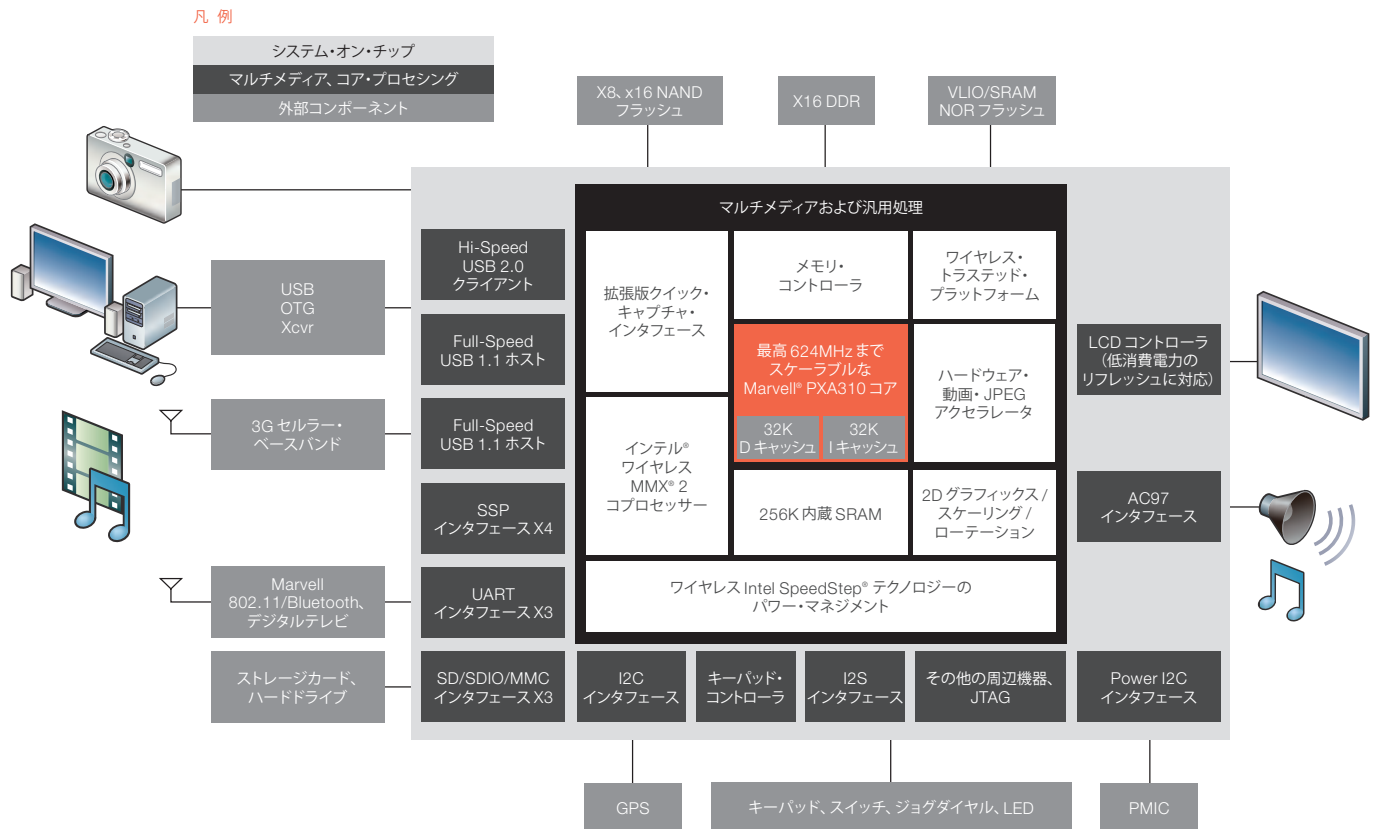 凡 例
システム・オン・チップ
マルチメディア、コア・プロセシング
外部コンポーネント
X8、x16 NAND
フラッシュ
X16 DDR
VLIO/SRAM
NOR フラッシュ
マルチメディアおよび汎用処理
Hi-Speed
USB 2.0
クライアント
拡張版クイック・
キャプチャ・
インタフェース
メモリ・
コントローラ
ワイヤレス・
トラステッド・
プラットフォーム
USB
OTG
Xcvr
Full-Speed
USB 1.1 ホスト
最高 624MHz まで
スケーラブルな
Marvell® PXA310 コア
32K
D キャッシュ
32K
I キャッシュ
ハードウェア・
動画・JPEG
アクセラレータ
LCD コントローラ
(低消費電力の
リフレッシュに対応)
3G セルラー・
ベースバンド
Full-Speed
USB 1.1 ホスト
インテル®
ワイヤレス
MMX® 2
コプロセッサー
SSP
インタフェース X4
256K 内蔵 SRAM
2D グラフィックス /
スケーリング /
ローテーション
AC97
インタフェース
Marvell
802.11/Bluetooth、
デジタルテレビ
UART
インタフェース X3
ワイヤレス Intel SpeedStep® テクノロジーの
パワー・マネジメント
ストレージカード、
ハードドライブ
SD/SDIO/MMC
インタフェース X3
I2C
インタフェース
キーパッド・
コントローラ
I2S
インタフェース
その他の周辺機器、
JTAG
Power I2C
インタフェース
GPS
キーパッド、スイッチ、ジョグダイヤル、LED
PMIC